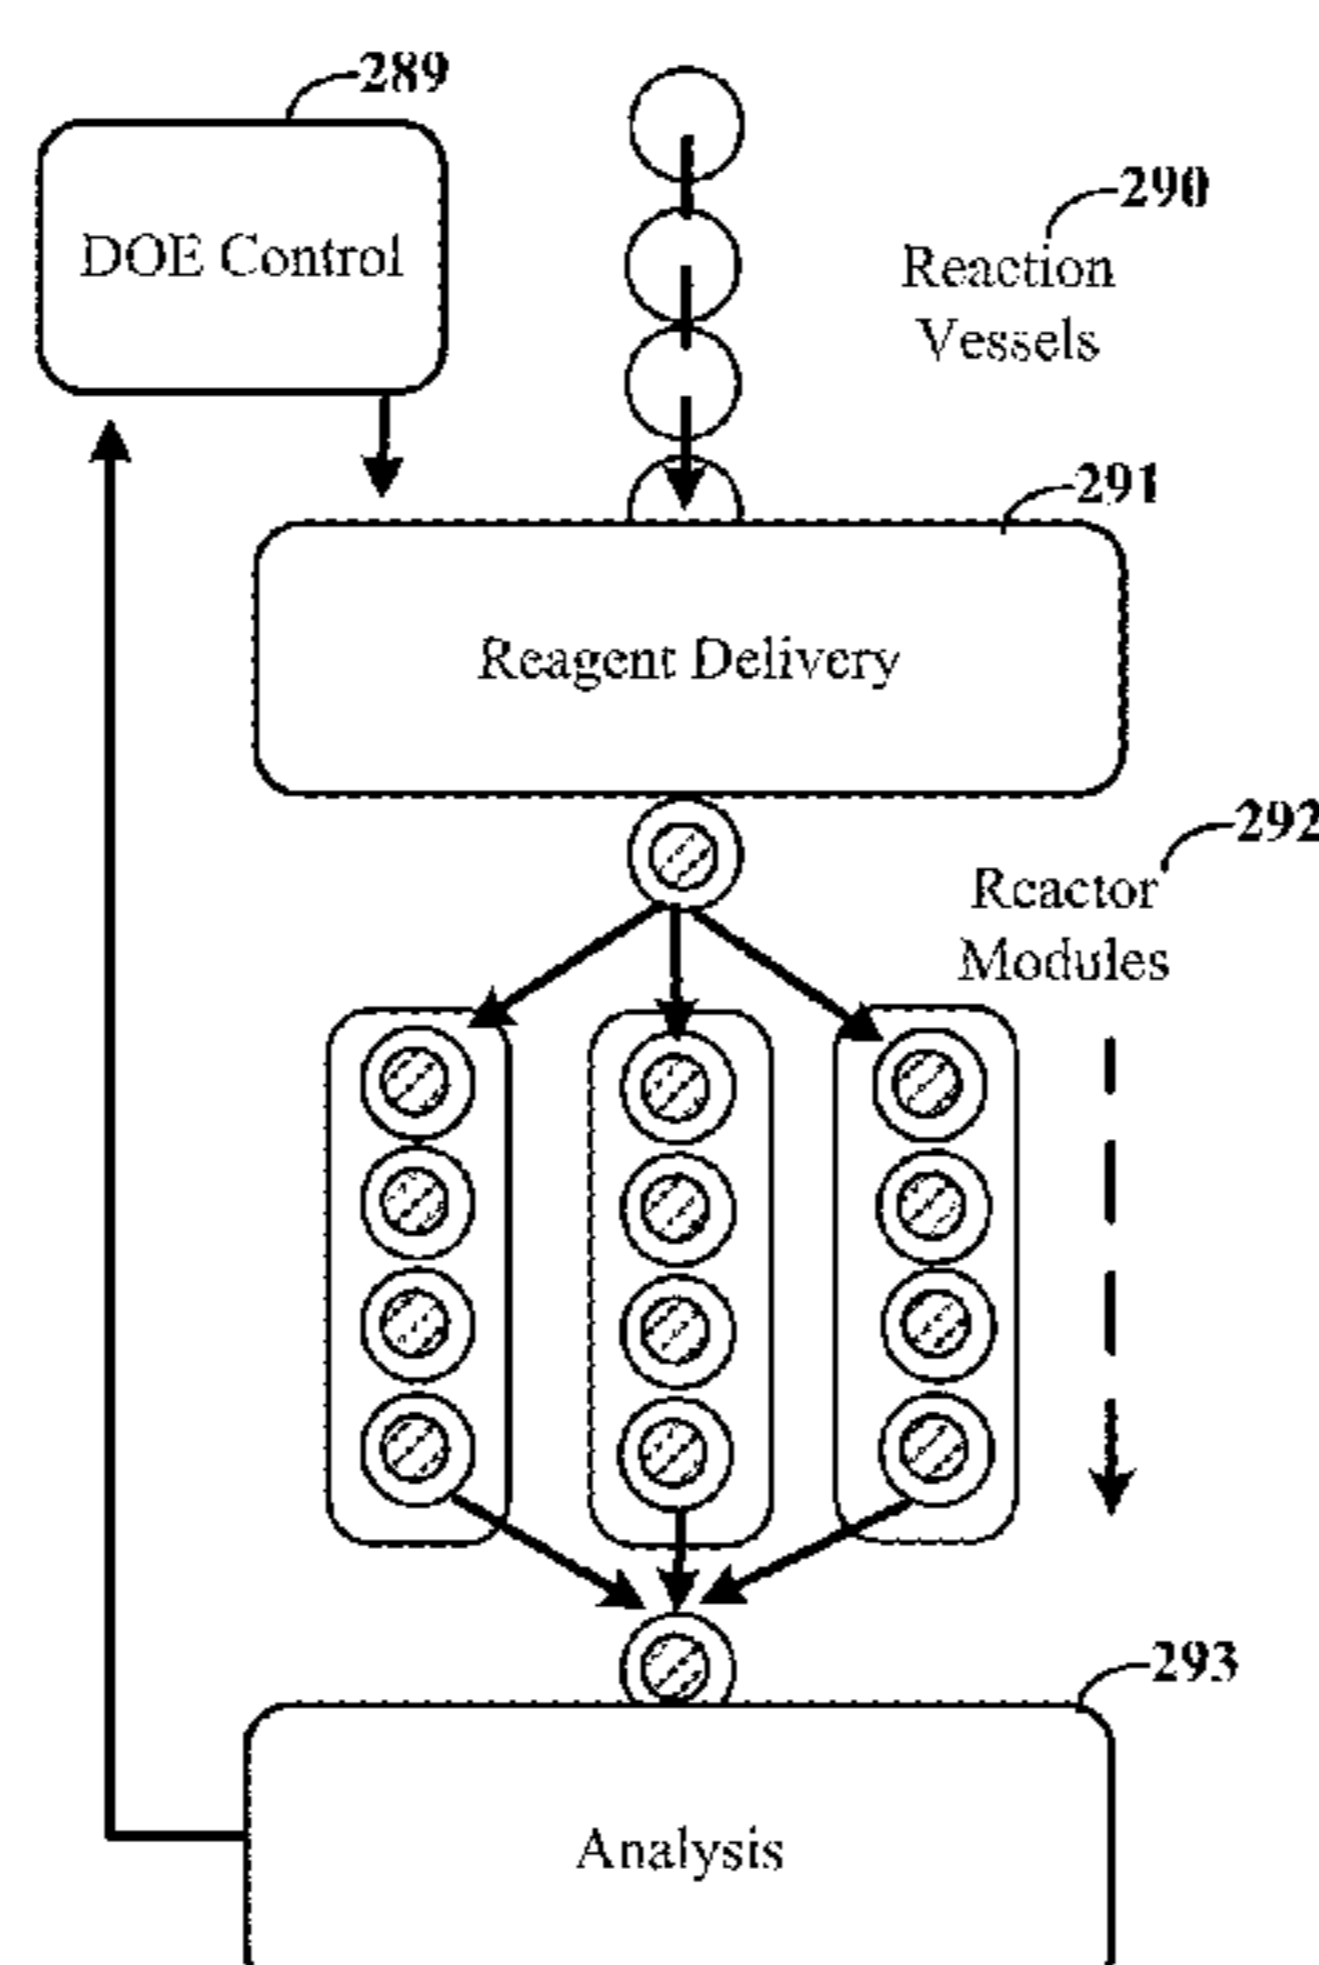 289
DOE Control
290
Reaction
Vessels
291
Reagent Delivery
292
Reactor
Modules
293
Analysis